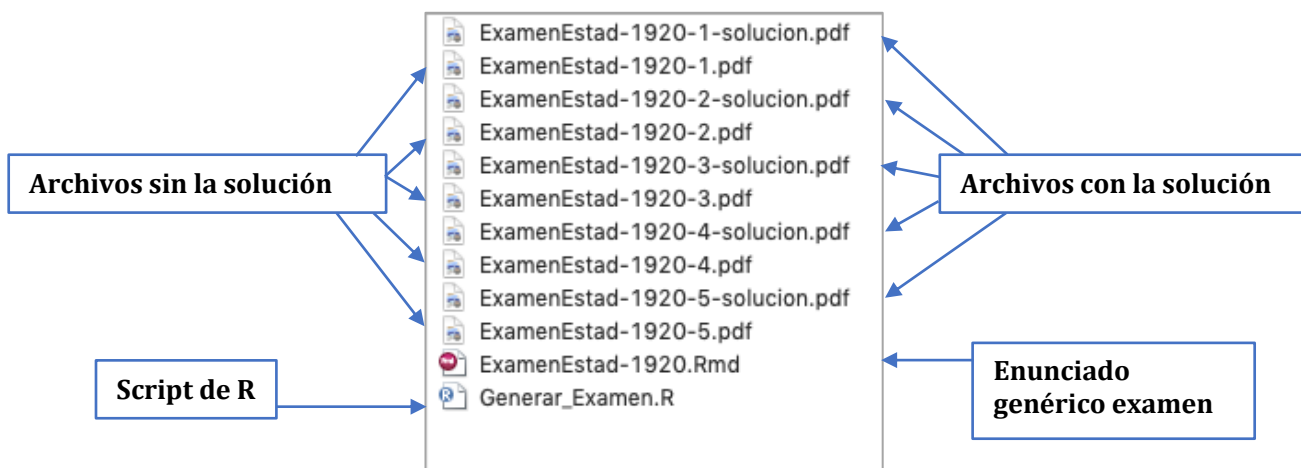 ExamenEstad-1920-1-solucion.pdf
ExamenEstad-1920-1.pdf
ExamenEstad-1920-2-solucion.pdf
ExamenEstad-1920-2.pdf
ExamenEstad-1920-3-solucion.pdf
ExamenEstad-1920-3.pdf
ExamenEstad-1920-4-solucion.pdf
ExamenEstad-1920-4.pdf
ExamenEstad-1920-5-solucion.pdf
ExamenEstad-1920-5.pdf
ExamenEstad-1920.Rmd
Generar_Examen.R
Archivos sin la solución
Archivos con la solución
Script de R
Enunciado
genérico examen